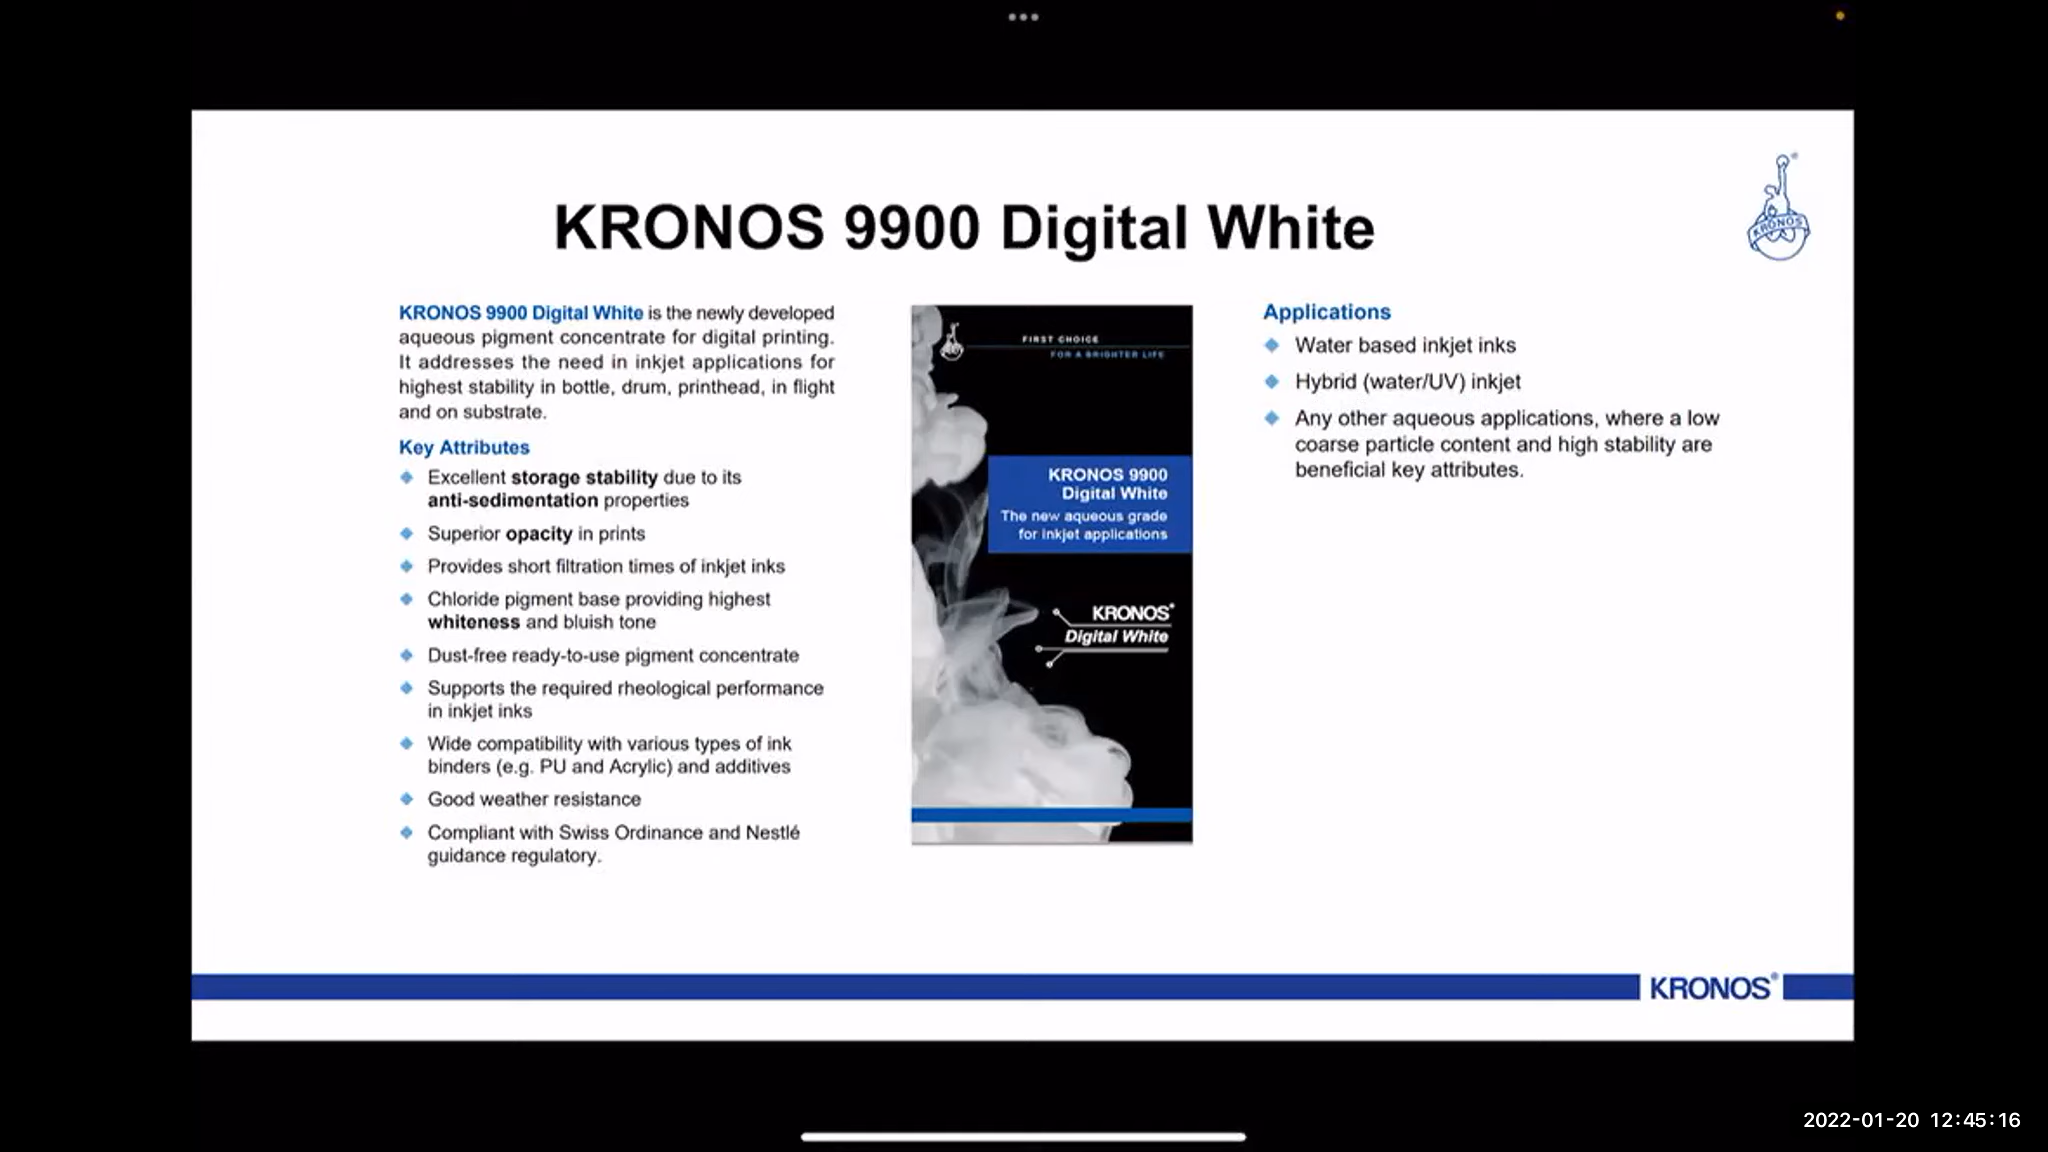 KRONOS 9900 Digital White
KRONOS
KRONOS 9900 Digital White is the newly developed
aqueous pigment concentrate for digital printing.
It addresses the need in inkjet applications for
highest stability in bottle, drum, printhead, in flight
and on substrate.
Key Attributes
Excellent storage stability due to its
anti-sedimentation properties
Superior opacity in prints
Provides short filtration times of inkjet inks
Chloride pigment base providing highest
whiteness and bluish tone
Dust-free ready-to-use pigment concentrate
Supports the required rheological performance
in inkjet inks
Wide compatibility with various types of ink
binders (e.g. PU and Acrylic) and additives
Good weather resistance
Compliant with Swiss Ordinance and Nestlé
guidance regulatory.
FIRST CHOICE
FOR A BRIGHTER LIFE
KRONOS 9900
Digital White
The new aqueous grade
for inkjet applications
KRONOS®
Digital White
Applications
Water based inkjet inks
Hybrid (water/UV) inkjet
Any other aqueous applications, where a low
coarse particle content and high stability are
beneficial key attributes.
KRONOS®
2022-01-20 12:45:16